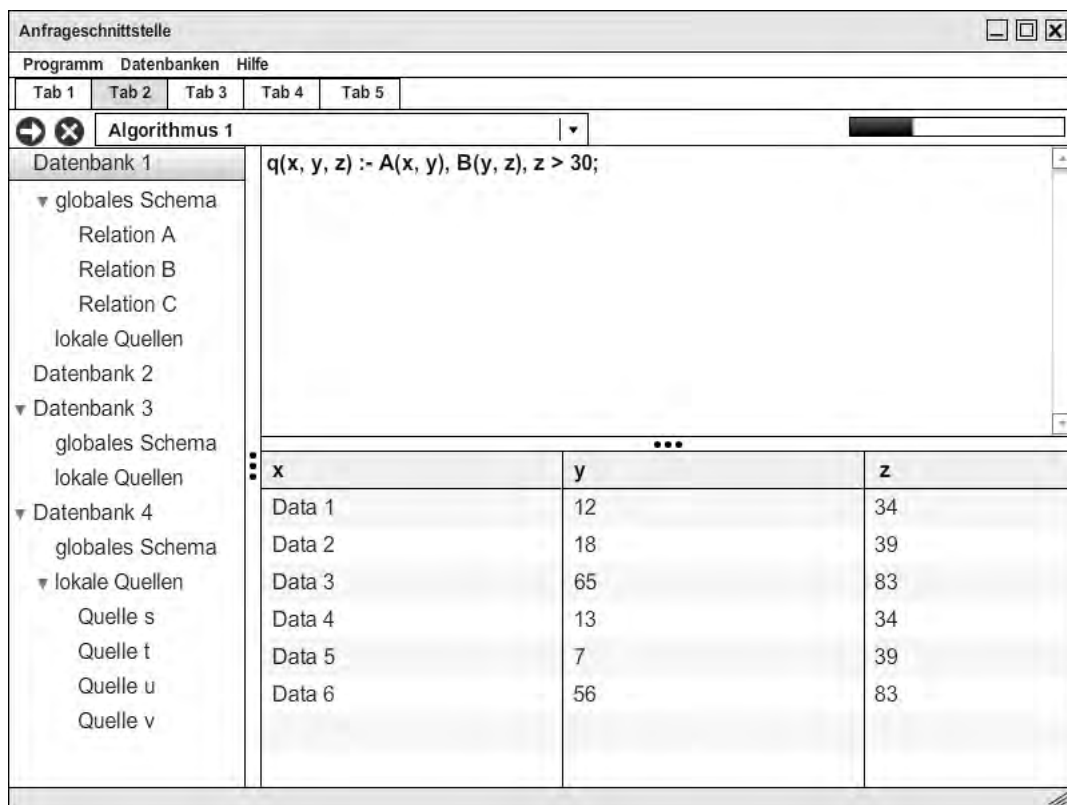 Anfrageschnittstelle
Programm Datenbanken Hilfe
Tab 1 Tab 2 Tab 3 Tab 4 Tab 5
Algorithmus 1
Datenbank 1
globales Schema
Relation A
Relation B
Relation C
lokale Quellen
Datenbank 2
Datenbank 3
globales Schema
lokale Quellen
Datenbank 4
globales Schema
lokale Quellen
Quelle s
Quelle t
Quelle u
Quelle v
q(x, y, z) :- A(x, y), B(y, z), z > 30;
x y z
Data 1 12 34
Data 2 18 39
Data 3 65 83
Data 4 13 34
Data 5 7 39
Data 6 56 83